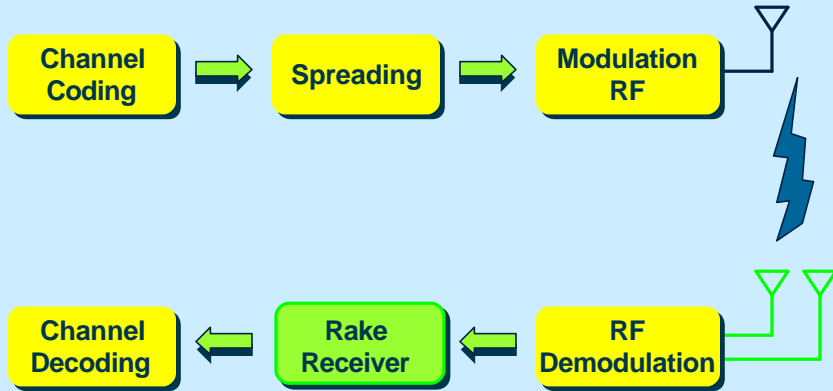 Channel
Coding
Spreading
Modulation
RF
Channel
Decoding
Rake
Receiver
RF
Demodulation